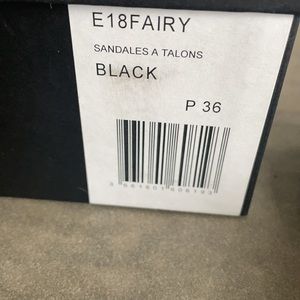 E18FAIRY
SANDALES A TALONS
BLACK
P 36